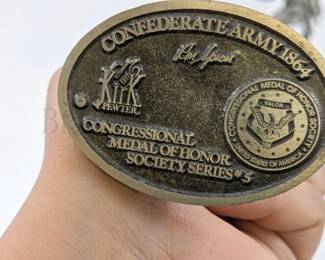 CONFEDERATE ARMY 1864
KIRK
PEWTER
CONGRESSIONAL
MEDAL OF HONOR
SOCIETY SERIES #5
CONGRESSIONAL MEDAL OF HONOR SOCIETY
VALOR
UNITED STATES OF AMERICA